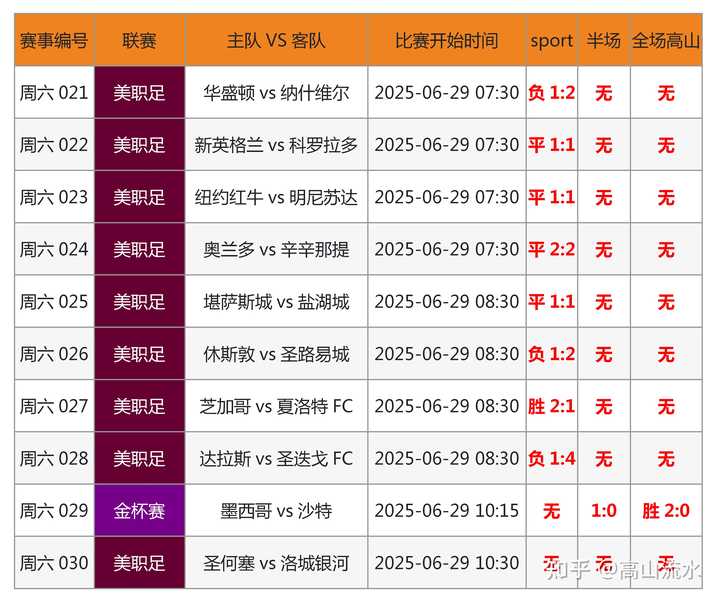 赛事编号 联赛 主队 VS 客队 比赛开始时间 sport 半场 全场高山
周六 021 美职足 华盛顿 vs 纳什维尔 2025-06-29 07:30 负 1:2 无 无
周六 022 美职足 新英格兰 vs 科罗拉多 2025-06-29 07:30 平 1:1 无 无
周六 023 美职足 纽约红牛 vs 明尼苏达 2025-06-29 07:30 平 1:1 无 无
周六 024 美职足 奥兰多 vs 辛辛那提 2025-06-29 07:30 平 2:2 无 无
周六 025 美职足 堪萨斯城 vs 盐湖城 2025-06-29 08:30 平 1:1 无 无
周六 026 美职足 休斯敦 vs 圣路易城 2025-06-29 08:30 负 1:2 无 无
周六 027 美职足 芝加哥 vs 夏洛特 FC 2025-06-29 08:30 胜 2:1 无 无
周六 028 美职足 达拉斯 vs 圣迭戈 FC 2025-06-29 08:30 负 1:4 无 无
周六 029 金杯赛 墨西哥 vs 沙特 2025-06-29 10:15 无 1:0 胜 2:0
周六 030 美职足 圣何塞 vs 洛城银河 2025-06-29 10:30 无 无 无
知乎 @高山流水